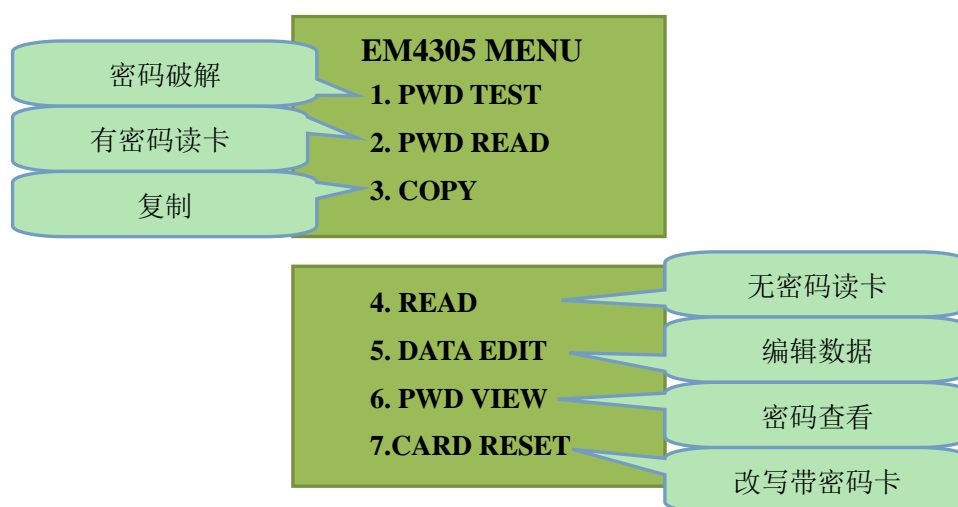 EM4305 MENU
密码破解
1. PWD TEST
有密码读卡
2. PWD READ
复制
3. COPY
4. READ
无密码读卡
5. DATA EDIT
编辑数据
6. PWD VIEW
密码查看
7.CARD RESET
改写带密码卡